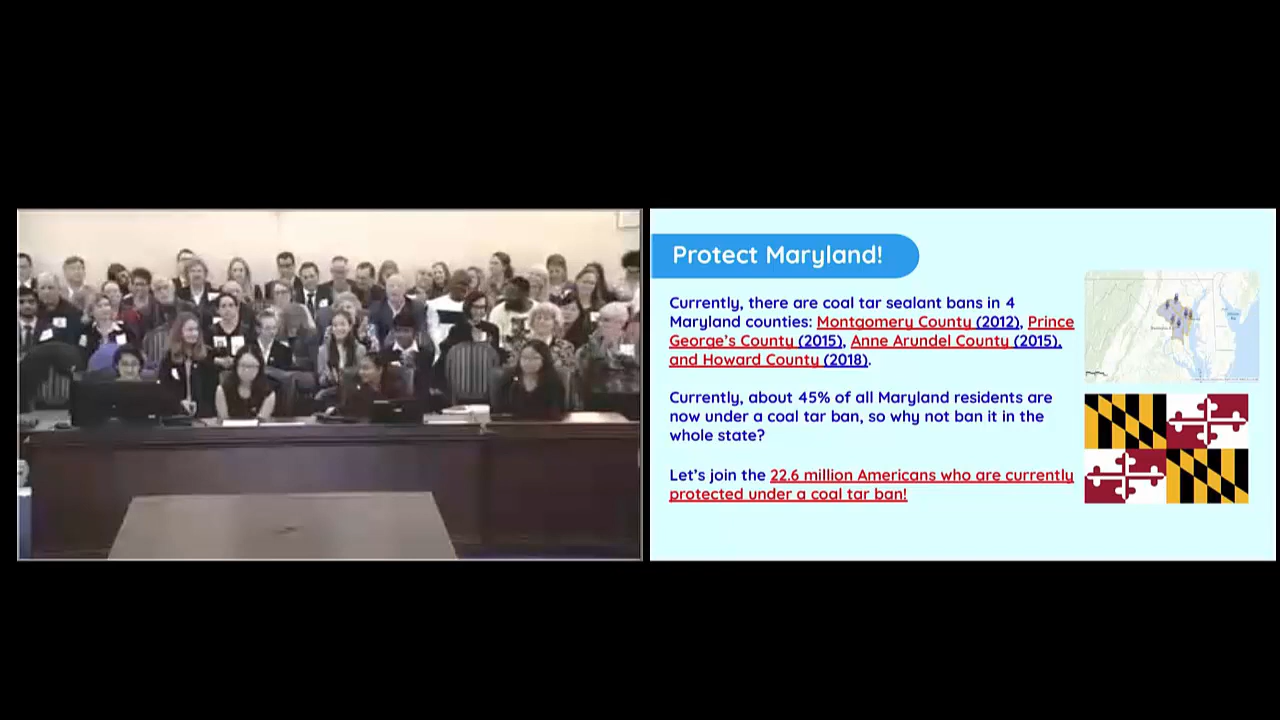 Protect Maryland!
Currently, there are coal tar sealant bans in 4
Maryland counties: Montgomery County (2012), Prince
George's County (2015), Anne Arundel County (2015),
and Howard County (2018).
Currently, about 45% of all Maryland residents are
now under a coal tar ban, so why not ban it in the
whole state?
Let's join the 22.6 million Americans who are currently
protected under a coal tar ban!